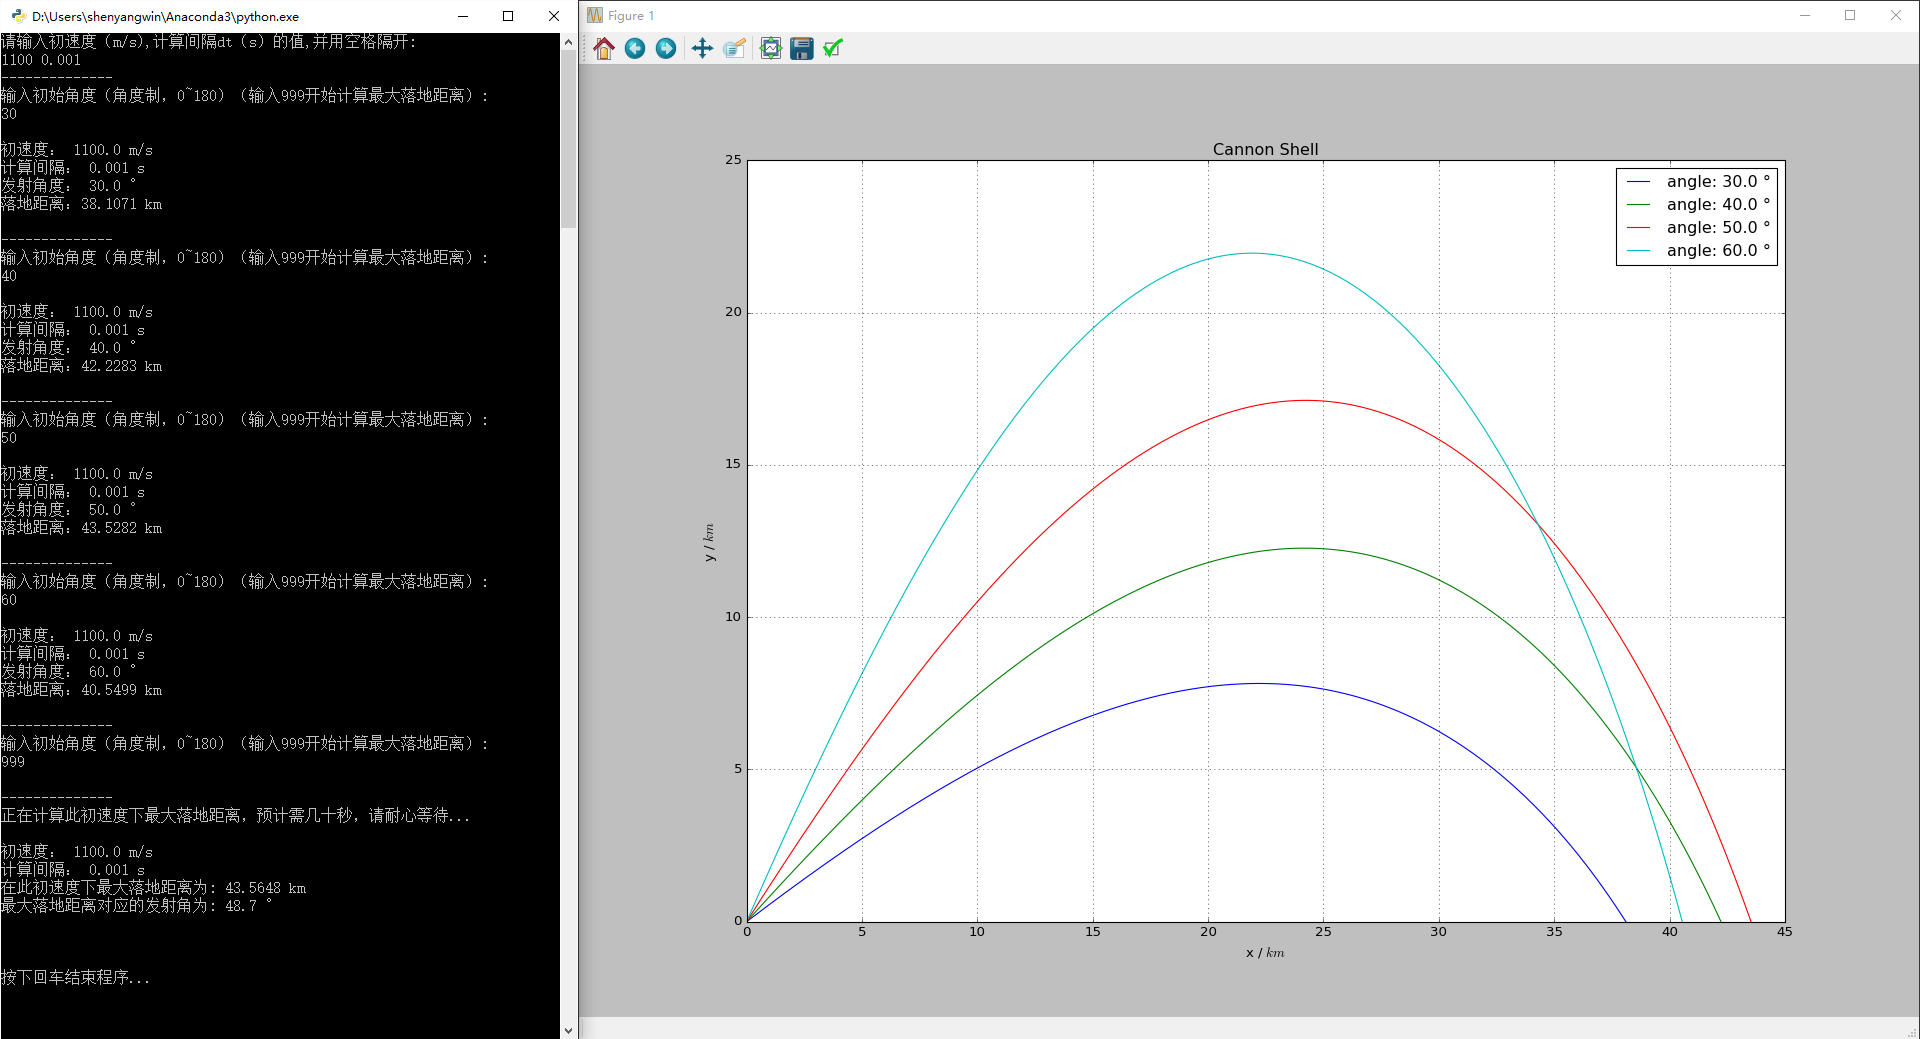 D:\Users\shenyangwin\Anaconda3\python.exe
请输入初速度（m/s),计算间隔dt（s）的值,并用空格隔开:
1100 0.001
--------------
输入初始角度（角度制，0~180）（输入999开始计算最大落地距离）:
30
初速度： 1100.0 m/s
计算间隔： 0.001 s
发射角度： 30.0 °
落地距离：38.1071 km
--------------
输入初始角度（角度制，0~180）（输入999开始计算最大落地距离）:
40
初速度： 1100.0 m/s
计算间隔： 0.001 s
发射角度： 40.0 °
落地距离：42.2283 km
--------------
输入初始角度（角度制，0~180）（输入999开始计算最大落地距离）:
50
初速度： 1100.0 m/s
计算间隔： 0.001 s
发射角度： 50.0 °
落地距离：43.5282 km
--------------
输入初始角度（角度制，0~180）（输入999开始计算最大落地距离）:
60
初速度： 1100.0 m/s
计算间隔： 0.001 s
发射角度： 60.0 °
落地距离：40.5499 km
--------------
输入初始角度（角度制，0~180）（输入999开始计算最大落地距离）:
999
--------------
正在计算此初速度下最大落地距离，预计需几十秒，请耐心等待...
初速度： 1100.0 m/s
计算间隔： 0.001 s
在此初速度下最大落地距离为: 43.5648 km
最大落地距离对应的发射角为: 48.7 °
按下回车结束程序...
Figure 1
Cannon Shell
angle: 30.0 °
angle: 40.0 °
angle: 50.0 °
angle: 60.0 °
25
20
15
10
5
0
y / km
0 5 10 15 20 25 30 35 40 45
x / km